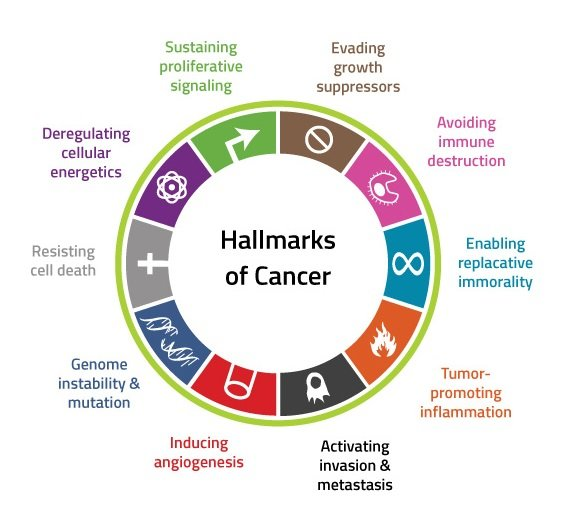 Hallmarks
of Cancer
Sustaining
proliferative
signaling
Evading
growth
suppressors
Avoiding
immune
destruction
Enabling
replacative
immorality
Tumor-
promoting
inflammation
Activating
invasion &
metastasis
Inducing
angiogenesis
Genome
instability &
mutation
Resisting
cell death
Deregulating
cellular
energetics